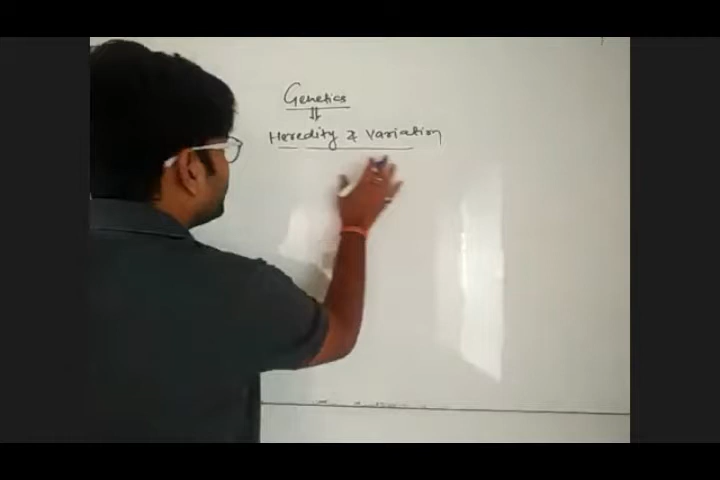 Genetics
⇓
Heredity & Variation